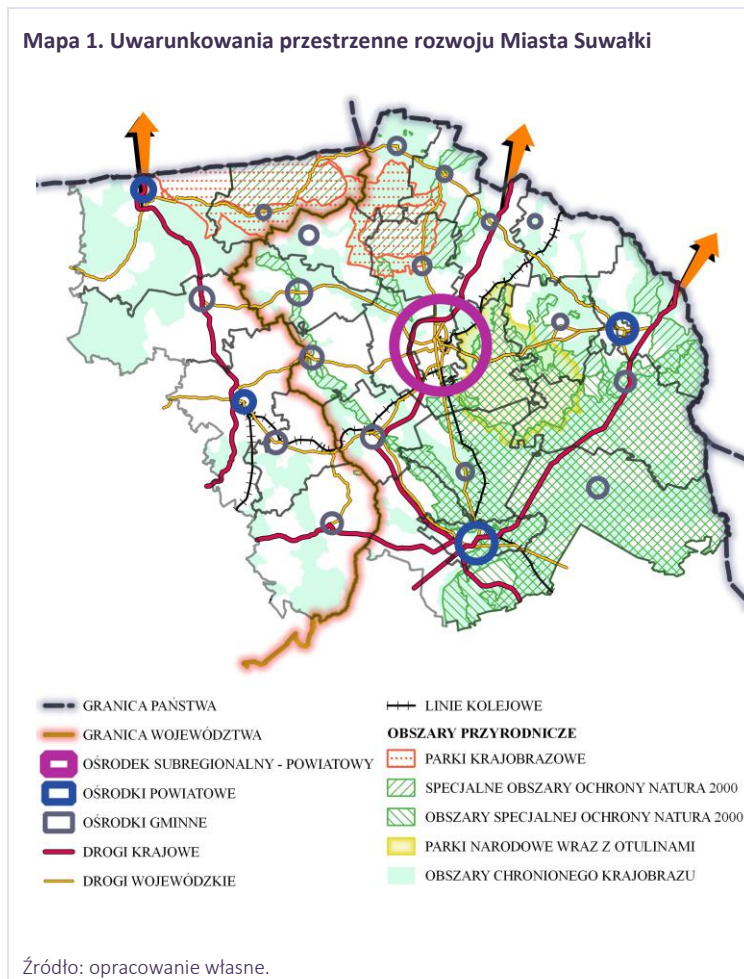 Mapa 1. Uwarunkowania przestrzenne rozwoju Miasta Suwałki
GRANICA PAŃSTWA
GRANICA WOJEWÓDZTWA
OŚRODEK SUBREGIONALNY - POWIATOWY
OŚRODKI POWIATOWE
OŚRODKI GMINNE
DROGI KRAJOWE
DROGI WOJEWÓDZKIE
LINIE KOLEJOWE
OBSZARY PRZYRODNICZE
PARKI KRAJOBRAZOWE
SPECJALNE OBSZARY OCHRONY NATURA 2000
OBSZARY SPECJALNEJ OCHRONY NATURA 2000
PARKI NARODOWE WRAZ Z OTULINAMI
OBSZARY CHRONIONEGO KRAJOBRAZU
Źródło: opracowanie własne.